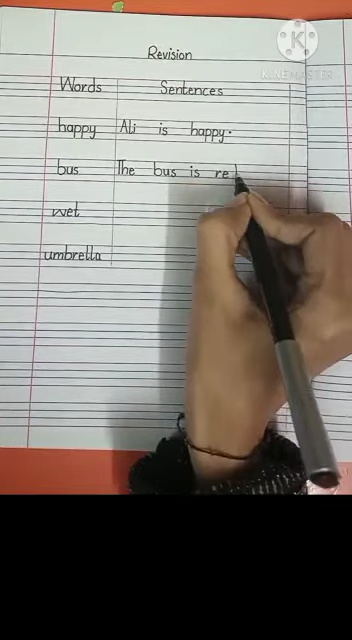 Revision
Words Sentences
happy Ali is happy.
bus The bus is re
wet
umbrella
K
KINEMASTER